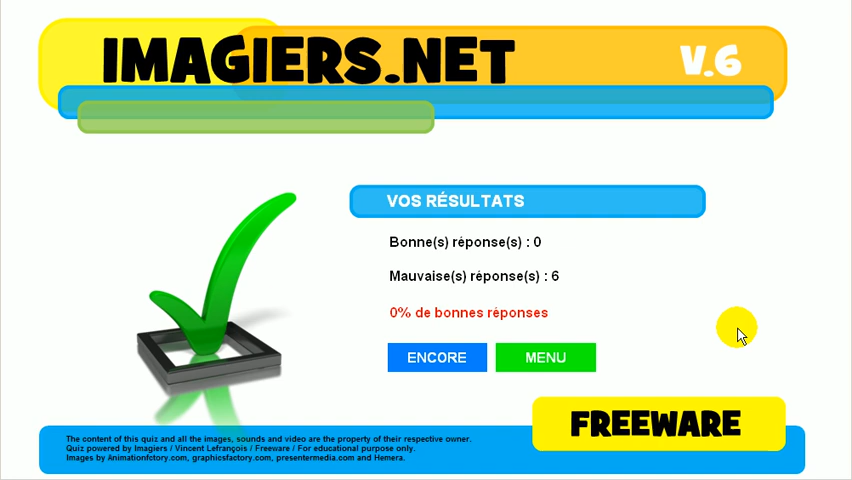 IMAGIERS.NET
V.6
VOS RÉSULTATS
Bonne(s) réponse(s) : 0
Mauvaise(s) réponse(s) : 6
0% de bonnes réponses
ENCORE
MENU
FREEWARE
The content of this quiz and all the images, sounds and video are the property of their respective owner.
Quiz powered by Imagiers / Vincent Lefrançois / Freeware / For educational purpose only.
Images by Animationfctory.com, graphicsfactory.com, presentermedia.com and Hemera.